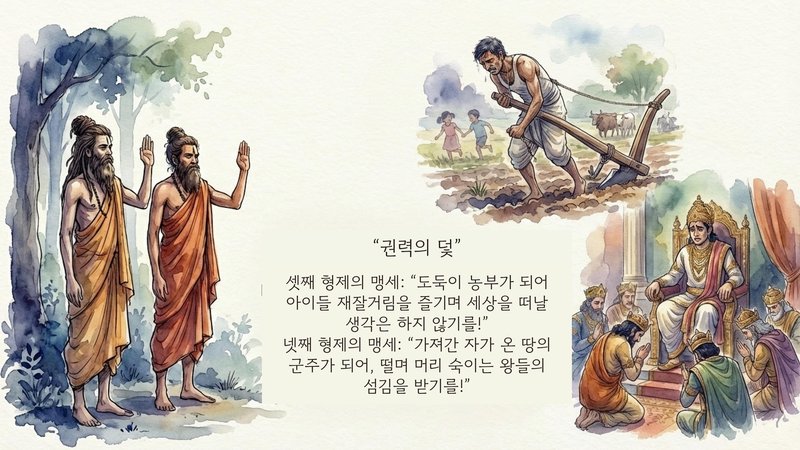 “권력의 덫”
셋째 형제의 맹세: “도둑이 농부가 되어
아이들 재잘거림을 즐기며 세상을 떠날
생각은 하지 않기를!”
넷째 형제의 맹세: “가져간 자가 온 땅의
군주가 되어, 떨며 머리 숙이는 왕들의
섬김을 받기를!”